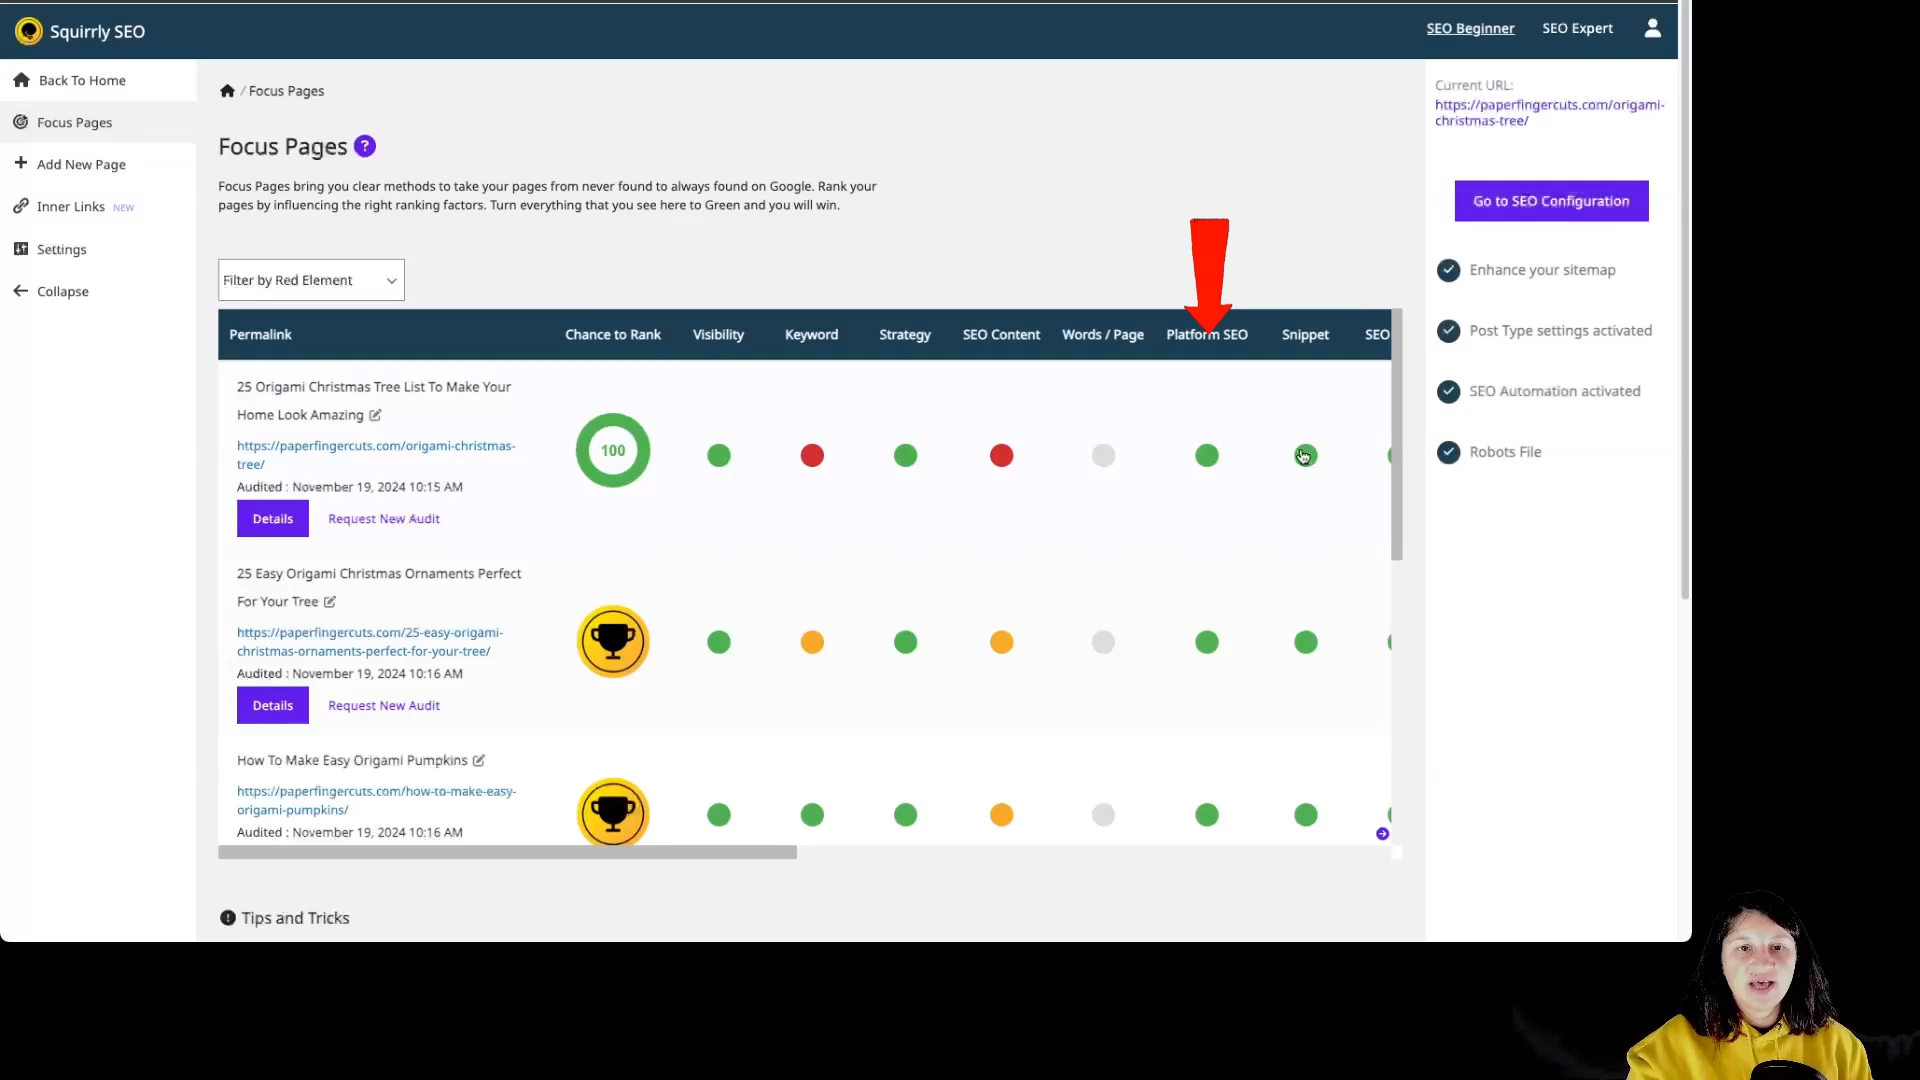 Squirrly SEO
SEO Beginner
SEO Expert
Back To Home
Focus Pages
Add New Page
Inner Links NEW
Settings
Collapse
/ Focus Pages
Focus Pages ?
Focus Pages bring you clear methods to take your pages from never found to always found on Google. Rank your
pages by influencing the right ranking factors. Turn everything that you see here to Green and you will win.
Filter by Red Element
Permalink Chance to Rank Visibility Keyword Strategy SEO Content Words / Page Platform SEO Snippet SEO
25 Origami Christmas Tree List To Make Your
Home Look Amazing
https://paperfingercuts.com/origami-christmas-
tree/
Audited : November 19, 2024 10:15 AM
Details Request New Audit
100
25 Easy Origami Christmas Ornaments Perfect
For Your Tree
https://paperfingercuts.com/25-easy-origami-
christmas-ornaments-perfect-for-your-tree/
Audited : November 19, 2024 10:16 AM
Details Request New Audit
How To Make Easy Origami Pumpkins
https://paperfingercuts.com/how-to-make-easy-
origami-pumpkins/
Audited : November 19, 2024 10:16 AM
Tips and Tricks
Current URL:
https://paperfingercuts.com/origami-
christmas-tree/
Go to SEO Configuration
Enhance your sitemap
Post Type settings activated
SEO Automation activated
Robots File